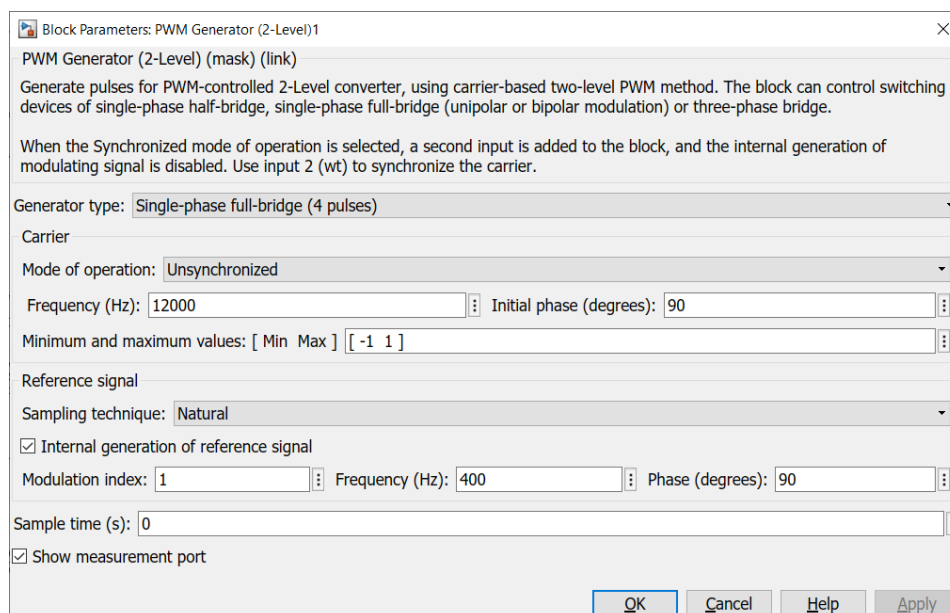 Block Parameters: PWM Generator (2-Level)1
PWM Generator (2-Level) (mask) (link)
Generate pulses for PWM-controlled 2-Level converter, using carrier-based two-level PWM method. The block can control switching
devices of single-phase half-bridge, single-phase full-bridge (unipolar or bipolar modulation) or three-phase bridge.
When the Synchronized mode of operation is selected, a second input is added to the block, and the internal generation of
modulating signal is disabled. Use input 2 (wt) to synchronize the carrier.
Generator type: Single-phase full-bridge (4 pulses)
Carrier
Mode of operation: Unsynchronized
Frequency (Hz): 12000 Initial phase (degrees): 90
Minimum and maximum values: [ Min Max ] [ -1 1 ]
Reference signal
Sampling technique: Natural
Internal generation of reference signal
Modulation index: 1 Frequency (Hz): 400 Phase (degrees): 90
Sample time (s): 0
Show measurement port
OK Cancel Help Apply